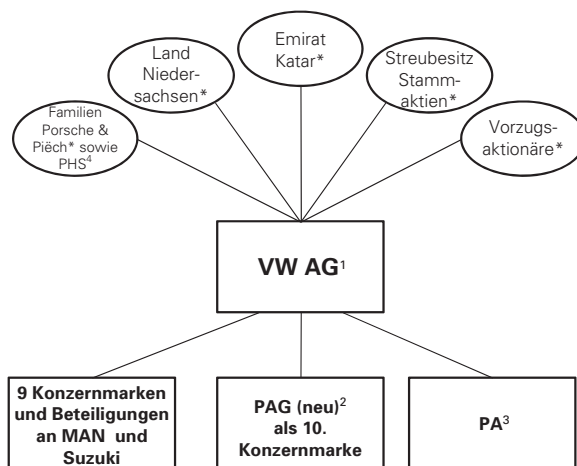 Familien
Porsche &
Piëch* sowie
PHS⁴
Land
Nieder-
sachsen*
Emirat
Katar*
Streubesitz
Stamm-
aktien*
Vorzugs-
aktionäre*
VW AG¹
9 Konzernmarken
und Beteiligungen
an MAN und
Suzuki
PAG (neu)²
als 10.
Konzernmarke
PA³